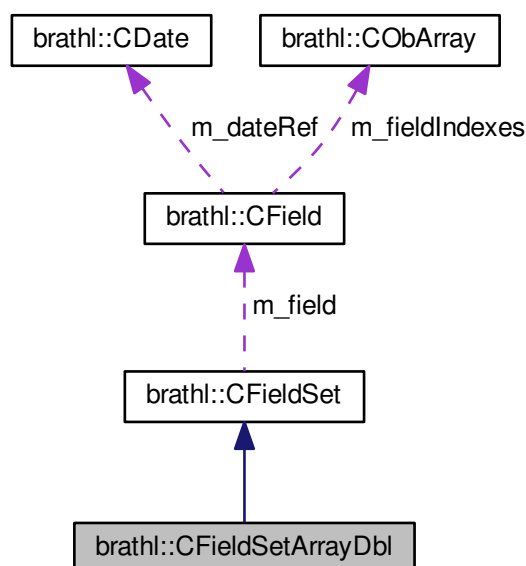 brathl::CDate
brathl::CObArray
m_dateRef
m_fieldIndexes
brathl::CField
m_field
brathl::CFieldSet
brathl::CFieldSetArrayDbl